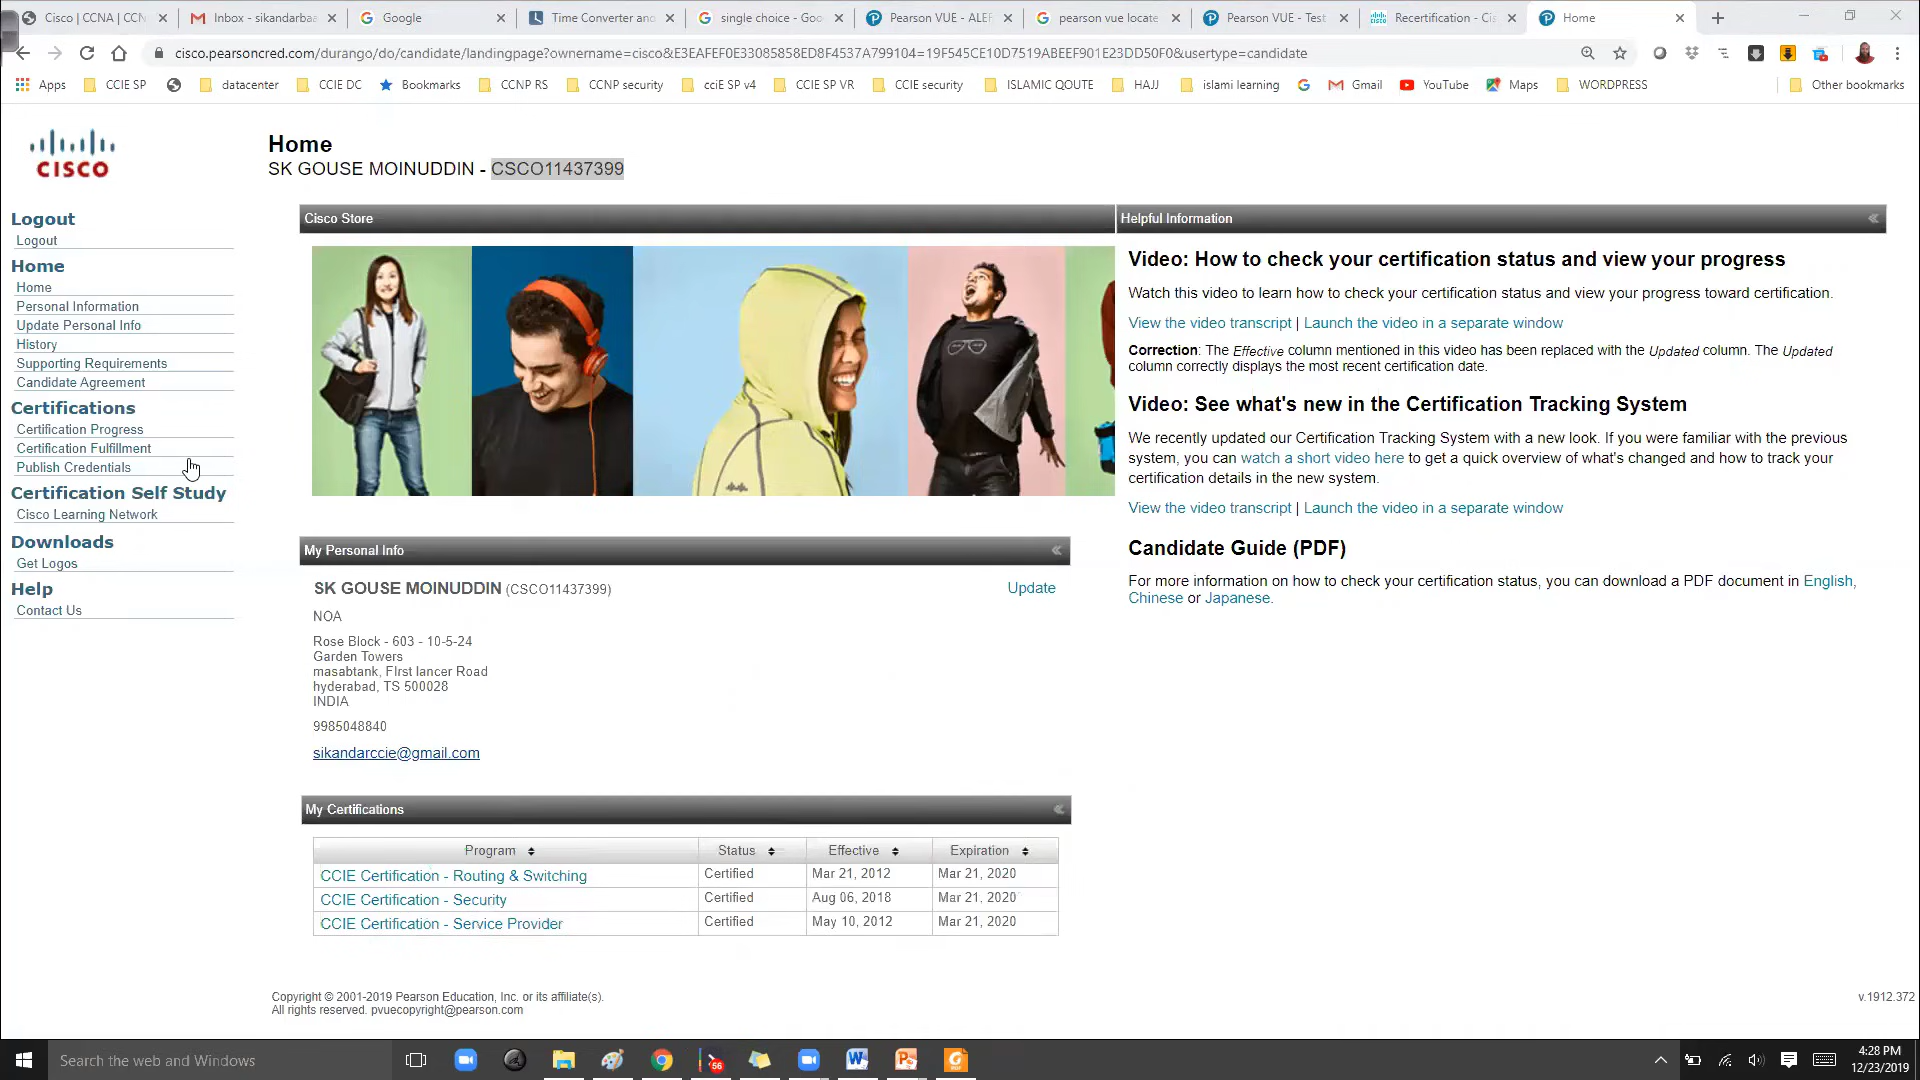 Cisco | CCNA | CCN
Inbox - sikandarbaa
Google
Time Converter and
single choice - Goo
Pearson VUE - ALEF
pearson vue locate
Pearson VUE - Test
Recertification - Cis
Home
cisco.pearsoncred.com/durango/do/candidate/landingpage?ownername=cisco&E3EAFEF0E33085858ED8F4537A799104=19F545CE10D7519ABEEF901E23DD50F0&usertype=candidate
Apps
CCIE SP
datacenter
CCIE DC
Bookmarks
CCNP RS
CCNP security
cciE SP v4
CCIE SP VR
CCIE security
ISLAMIC QOUTE
HAJJ
islami learning
Gmail
YouTube
Maps
WORDPRESS
Other bookmarks
CISCO
Home
SK GOUSE MOINUDDIN - CSCO11437399
Logout
Logout
Home
Home
Personal Information
Update Personal Info
History
Supporting Requirements
Candidate Agreement
Certifications
Certification Progress
Certification Fulfillment
Publish Credentials
Certification Self Study
Cisco Learning Network
Downloads
Get Logos
Help
Contact Us
Cisco Store
My Personal Info
SK GOUSE MOINUDDIN (CSCO11437399)
Update
NOA
Rose Block - 603 - 10-5-24
Garden Towers
masabtank, FIrst lancer Road
hyderabad, TS 500028
INDIA
9985048840
sikandarccie@gmail.com
My Certifications
Program Status Effective Expiration
CCIE Certification - Routing & Switching Certified Mar 21, 2012 Mar 21, 2020
CCIE Certification - Security Certified Aug 06, 2018 Mar 21, 2020
CCIE Certification - Service Provider Certified May 10, 2012 Mar 21, 2020
Helpful Information
Video: How to check your certification status and view your progress
Watch this video to learn how to check your certification status and view your progress toward certification.
View the video transcript | Launch the video in a separate window
Correction: The Effective column mentioned in this video has been replaced with the Updated column. The Updated
column correctly displays the most recent certification date.
Video: See what's new in the Certification Tracking System
We recently updated our Certification Tracking System with a new look. If you were familiar with the previous
system, you can watch a short video here to get a quick overview of what's changed and how to track your
certification details in the new system.
View the video transcript | Launch the video in a separate window
Candidate Guide (PDF)
For more information on how to check your certification status, you can download a PDF document in English,
Chinese or Japanese.
Copyright © 2001-2019 Pearson Education, Inc. or its affiliate(s).
All rights reserved. pvuecopyright@pearson.com
v.1912.372
Search the web and Windows
56
4:28 PM
12/23/2019